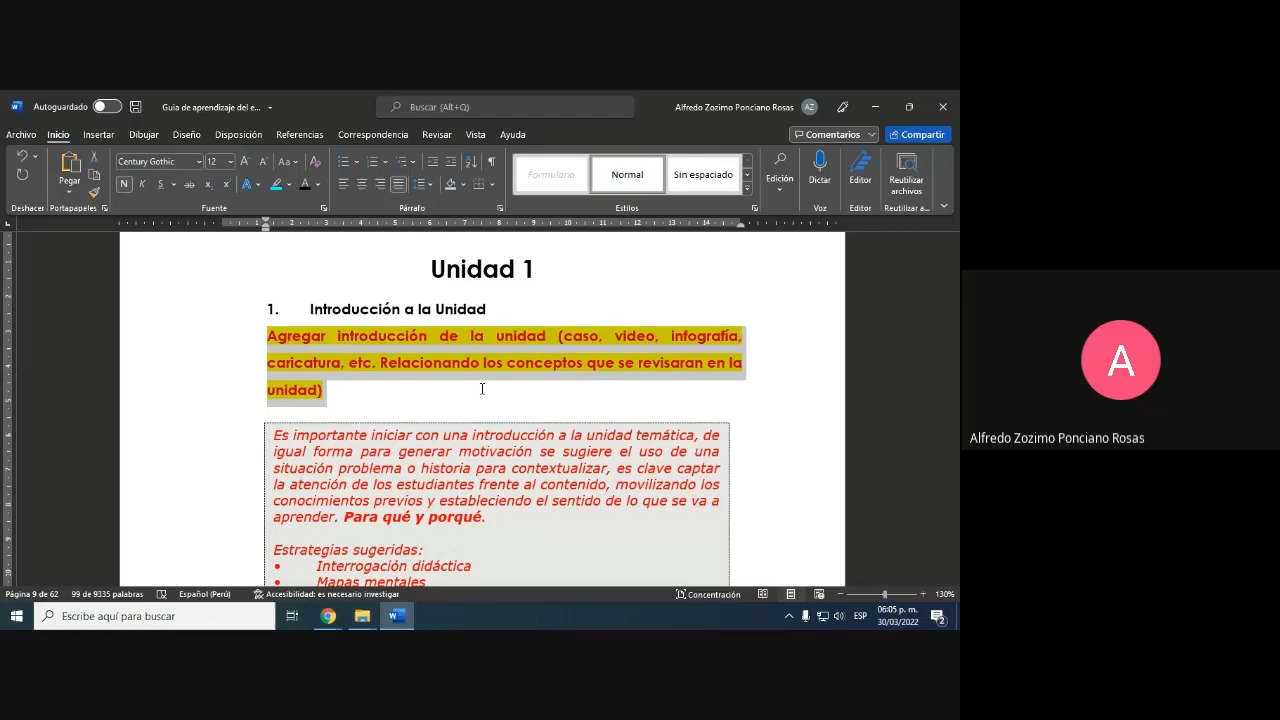 Autoguardado
Guia de aprendizaje del e...
Buscar (Alt+Q)
Alfredo Zozimo Ponciano Rosas
AZ
Archivo Inicio Insertar Dibujar Diseño Disposición Referencias Correspondencia Revisar Vista Ayuda
Comentarios
Compartir
Pegar
Century Gothic 12
Formulario
Normal
Sin espaciado
Edición
Dictar
Editor
Reutilizar
archivos
Deshacer Portapapeles Fuente Párrafo Estilos Voz Editor Reutilizar a...
Unidad 1
1. Introducción a la Unidad
Agregar introducción de la unidad (caso, video, infografía,
caricatura, etc. Relacionando los conceptos que se revisaran en la
unidad)
Es importante iniciar con una introducción a la unidad temática, de
igual forma para generar motivación se sugiere el uso de una
situación problema o historia para contextualizar, es clave captar
la atención de los estudiantes frente al contenido, movilizando los
conocimientos previos y estableciendo el sentido de lo que se va a
aprender. Para qué y porqué.
Estrategias sugeridas:
• Interrogación didáctica
• Mapas mentales
Página 9 de 62 99 de 9335 palabras Español (Perú) Accesibilidad: es necesario investigar Concentración 130%
Escribe aquí para buscar
ESP
06:05 p. m.
30/03/2022
2
A
Alfredo Zozimo Ponciano Rosas